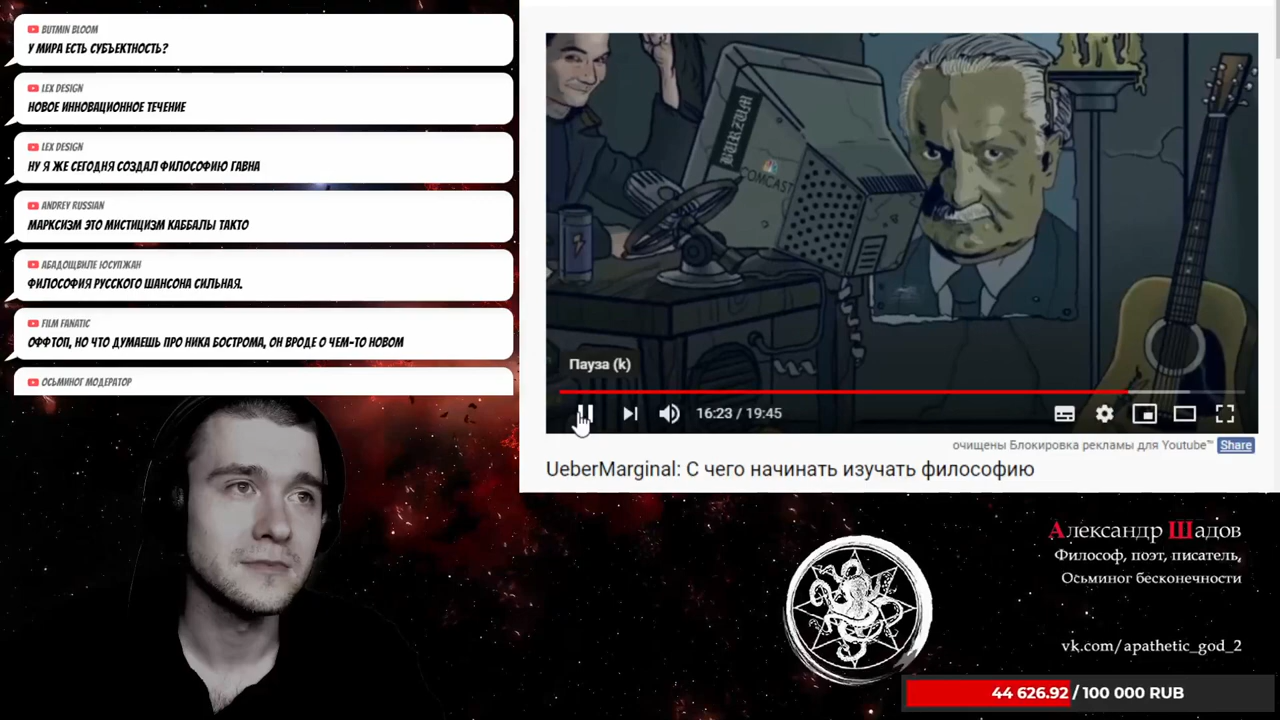 BUTMIN BLOOM
У МИРА ЕСТЬ СУБЪЕКТНОСТЬ?
LEX DESIGN
НОВОЕ ИННОВАЦИОННОЕ ТЕЧЕНИЕ
LEX DESIGN
НУ Я ЖЕ СЕГОДНЯ СОЗДАЛ ФИЛОСОФИЮ ГАВНА
ANDREY RUSSIAN
МАРКСИЗМ ЭТО МИСТИЦИЗМ КАББАЛЫ ТАКТО
АБАДОЩВИЛЕ ЮСУПЖАН
ФИЛОСОФИЯ РУССКОГО ШАНСОНА СИЛЬНАЯ.
FILM FANATIC
ОФФТОП, НО ЧТО ДУМАЕШЬ ПРО НИКА БОСТРОМА, ОН ВРОДЕ О ЧЕМ-ТО НОВОМ
ОСЬМИНОГ МОДЕРАТОР
BURZUM
COMCAST
Пауза (k)
16:23 / 19:45
очищены Блокировка рекламы для Youtube™ Share
UeberMarginal: С чего начинать изучать философию
Александр Шадов
Философ, поэт, писатель,
Осьминог бесконечности
vk.com/apathetic_god_2
44 626.92 / 100 000 RUB